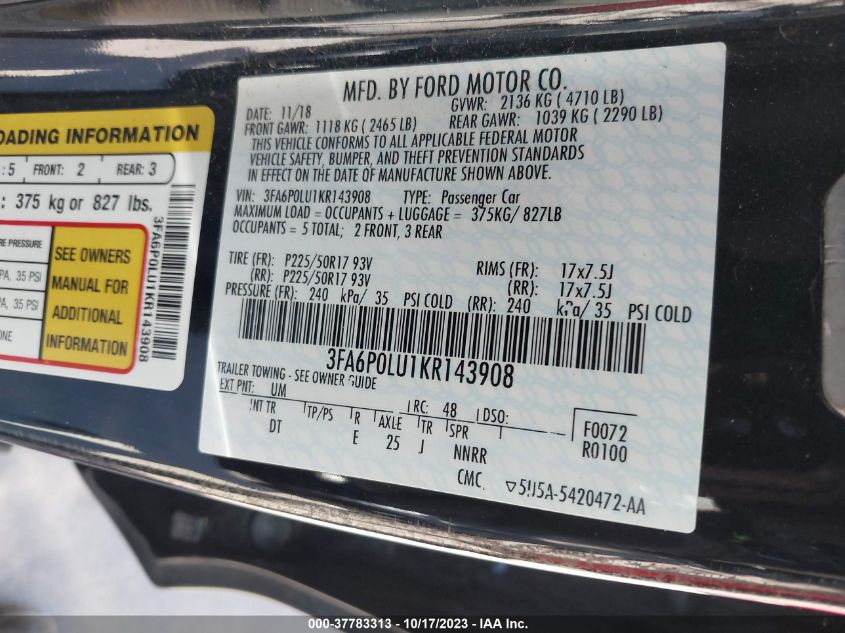 OADING INFORMATION
: 5 FRONT: 2 REAR: 3
: 375 kg or 827 lbs.
RE PRESSURE
PA, 35 PSI
PA, 35 PSI
ONE
SEE OWNERS
MANUAL FOR
ADDITIONAL
INFORMATION
3FA6P0LU1KR143908
MFD. BY FORD MOTOR CO.
DATE: 11/18 GVWR: 2136 KG ( 4710 LB)
FRONT GAWR: 1118 KG ( 2465 LB) REAR GAWR: 1039 KG ( 2290 LB)
THIS VEHICLE CONFORMS TO ALL APPLICABLE FEDERAL MOTOR
VEHICLE SAFETY, BUMPER, AND THEFT PREVENTION STANDARDS
IN EFFECT ON THE DATE OF MANUFACTURE SHOWN ABOVE.
VIN: 3FA6P0LU1KR143908 TYPE: Passenger Car
MAXIMUM LOAD = OCCUPANTS + LUGGAGE = 375KG/ 827LB
OCCUPANTS = 5 TOTAL; 2 FRONT, 3 REAR
TIRE (FR): P225/50R17 93V RIMS (FR): 17x7.5J
(RR): P225/50R17 93V (RR): 17x7.5J
PRESSURE (FR): 240 kPa/ 35 PSI COLD (RR): 240 kPa/ 35 PSI COLD
3FA6P0LU1KR143908
TRAILER TOWING - SEE OWNER GUIDE
EXT PNT: UM RC: 48 DSO: F0072
INT TR TP/PS R AXLE TR SPR R0100
DT E 25 J NNRR
CMC. 5U5A-5420472-AA
000-37783313 - 10/17/2023 - IAA Inc.